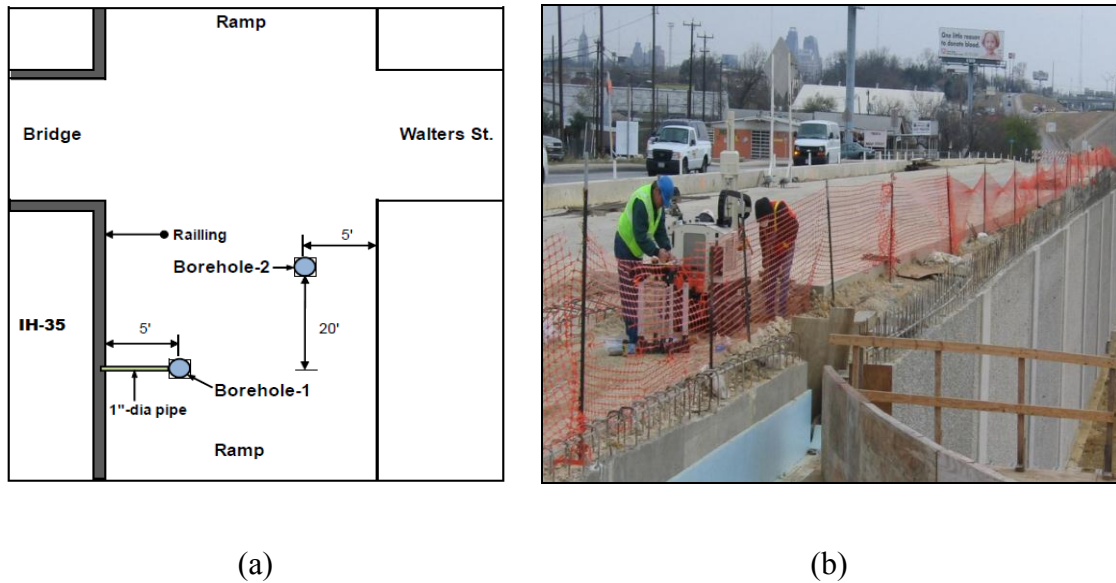 Ramp
Bridge
Walters St.
Railling
5'
Borehole-2
IH-35
5'
20'
Borehole-1
1"-dia pipe
Ramp
One little reason
to donate blood.
(a)
(b)